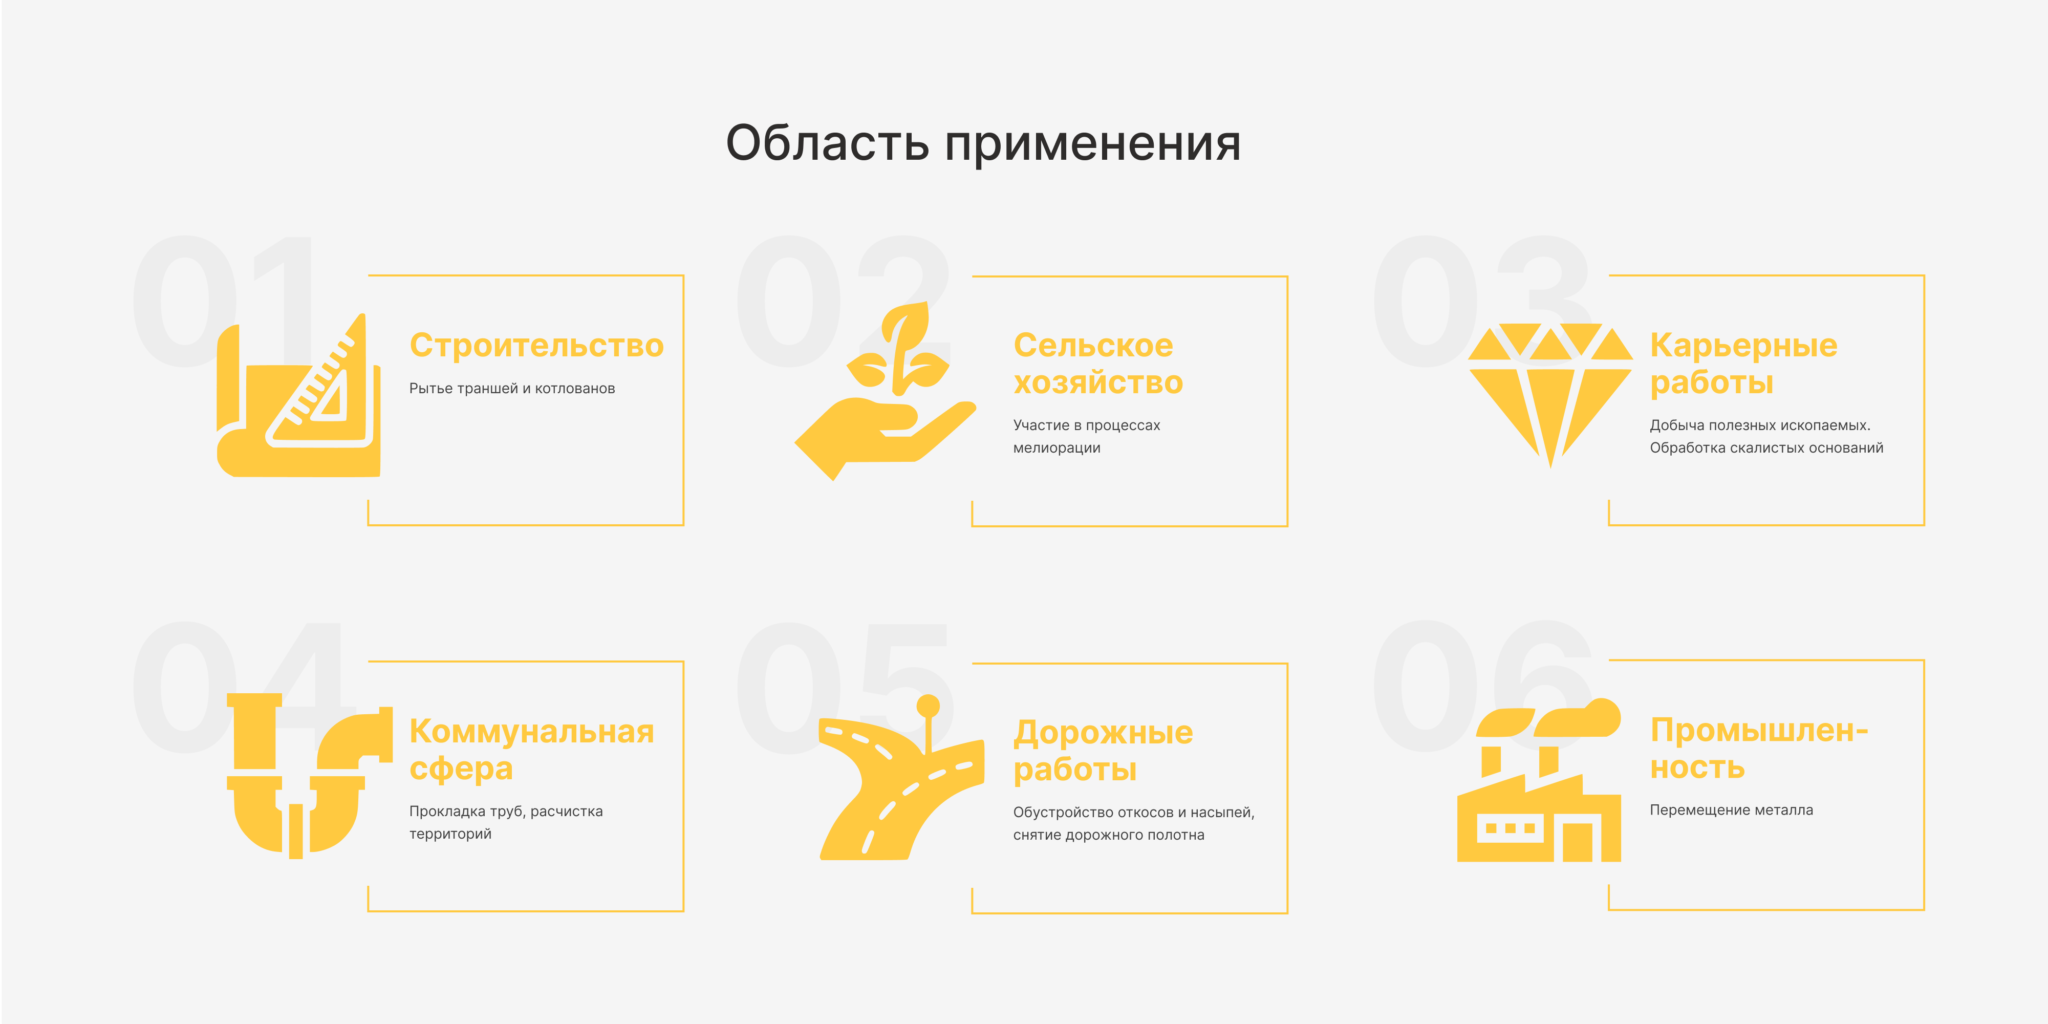 Область применения
01
Строительство
Рытье траншей и котлованов
02
Сельское
хозяйство
Участие в процессах
мелиорации
03
Карьерные
работы
Добыча полезных ископаемых.
Обработка скалистых оснований
04
Коммунальная
сфера
Прокладка труб, расчистка
территорий
05
Дорожные
работы
Обустройство откосов и насыпей,
снятие дорожного полотна
06
Промышлен-
ность
Перемещение металла